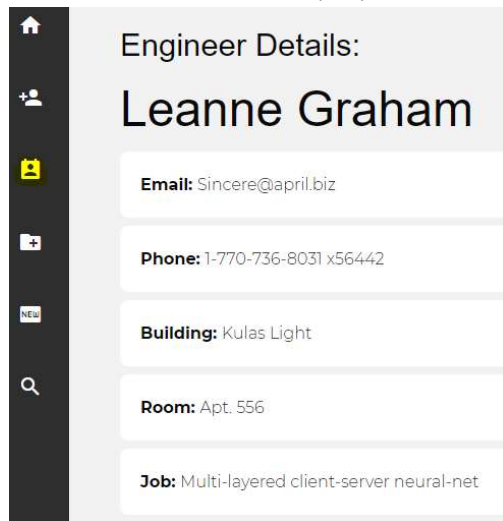 Engineer Details:
Leanne Graham
Email: Sincere@april.biz
Phone: 1-770-736-8031 x56442
Building: Kulas Light
NEW
Room: Apt. 556
Job: Multi-layered client-server neural-net